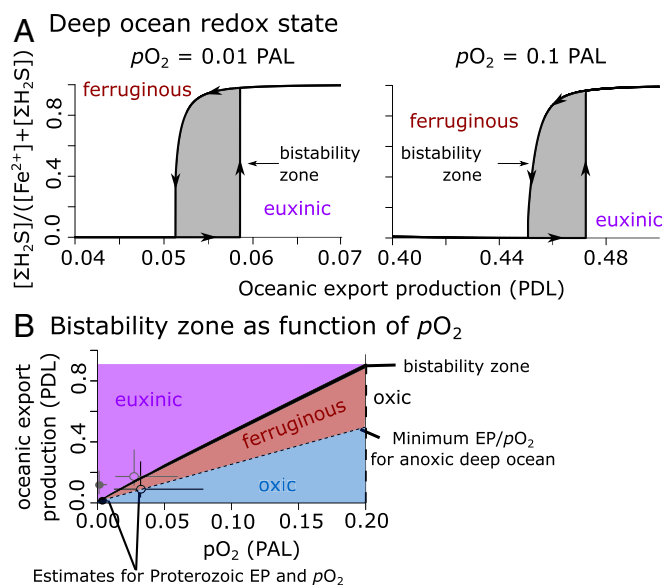 A Deep ocean redox state
pO₂ = 0.01 PAL
pO₂ = 0.1 PAL
[ΣH₂S]/([Fe²⁺]+[ΣH₂S])
0.0 0.4 0.8
ferruginous
bistability
zone
euxinic
0.04 0.05 0.06 0.07
ferruginous
bistability
zone
euxinic
0.40 0.44 0.48
Oceanic export production (PDL)
B Bistability zone as function of pO₂
oceanic export
production (PDL)
0.0 0.4 0.8
euxinic
ferruginous
oxic
bistability zone
oxic
Minimum EP/pO₂
for anoxic deep ocean
0.00 0.05 0.10 0.15 0.20
pO₂ (PAL)
Estimates for Proterozoic EP and pO₂